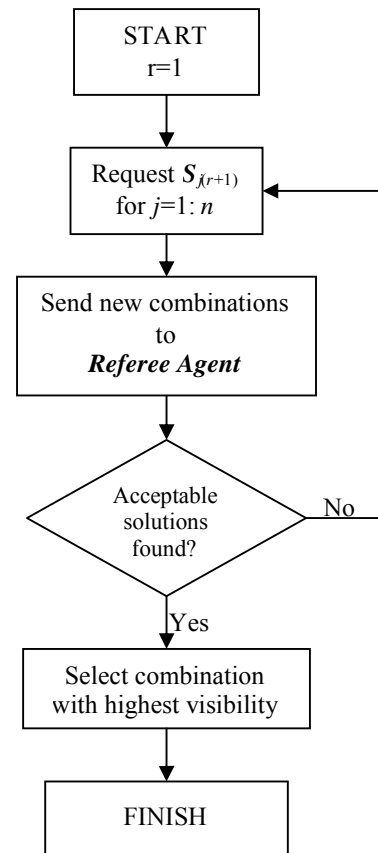 START
r=1
Request S_{j(r+1)}
for j=1: n
Send new combinations
to
Referee Agent
Acceptable
solutions
found?
No
Yes
Select combination
with highest visibility
FINISH